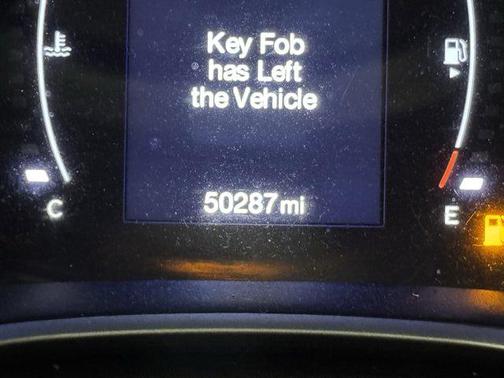 Key Fob
has Left
the Vehicle
50287 mi
C
E